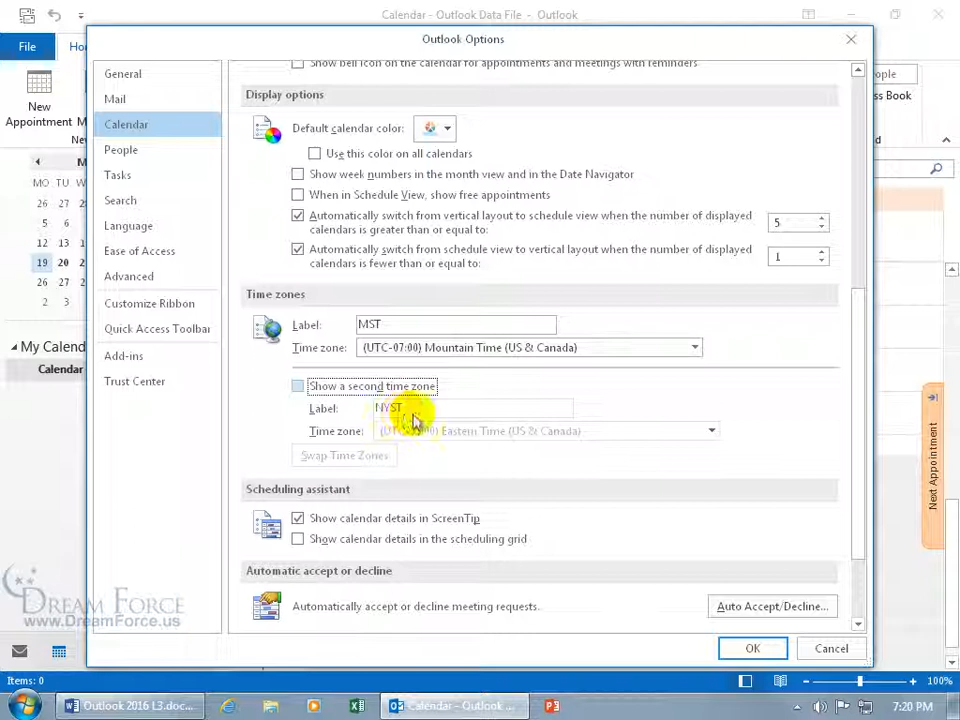 Calendar - Outlook Data File - Outlook
File
Outlook Options
General
Mail
Calendar
People
Tasks
Search
Language
Ease of Access
Advanced
Customize Ribbon
Quick Access Toolbar
Add-ins
Trust Center
Show bell icon on the calendar for appointments and meetings with reminders
Display options
Default calendar color:
Use this color on all calendars
Show week numbers in the month view and in the Date Navigator
When in Schedule View, show free appointments
Automatically switch from vertical layout to schedule view when the number of displayed
calendars is greater than or equal to:
5
Automatically switch from schedule view to vertical layout when the number of displayed
calendars is fewer than or equal to:
1
Time zones
Label: MST
Time zone: (UTC-07:00) Mountain Time (US & Canada)
Show a second time zone
Label: NYST
Time zone: Eastern Time (US & Canada)
Swap Time Zones
Scheduling assistant
Show calendar details in ScreenTip
Show calendar details in the scheduling grid
Automatic accept or decline
Automatically accept or decline meeting requests.
Auto Accept/Decline...
OK
Cancel
New
Appointment
Book
MO TU
26 27
5 6
12 13
19 20
26 27
2 3
My Calend
Calendar
Next Appointment
DREAM FORCE
www.DreamForce.us
Items: 0
100%
Outlook 2016 L3.doc...
Calendar - Outlook ...
7:20 PM